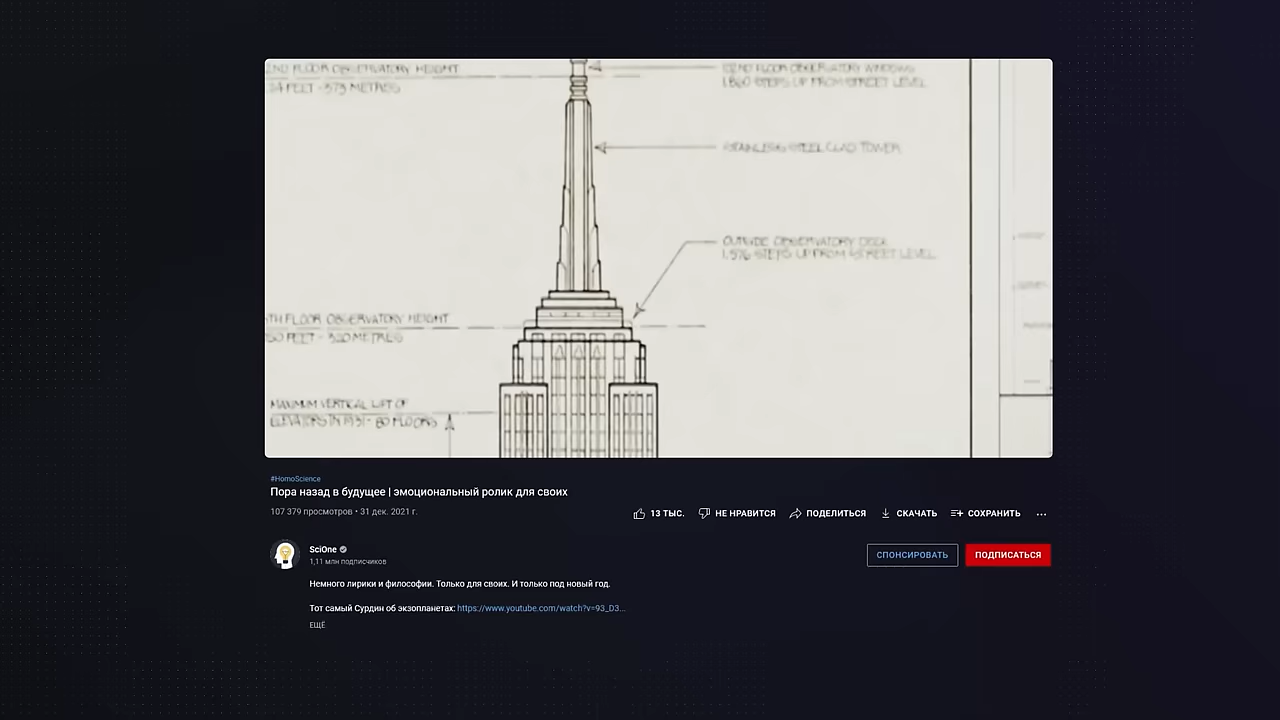 2ND FLOOR OBSERVATORY HEIGHT
FEET - 373 METRES
102ND FLOOR OBSERVATORY WINDOWS
1,860 STEPS UP FROM STREET LEVEL
STAINLESS STEEL CLAD TOWER
OUTSIDE OBSERVATORY DECK
1,576 STEPS UP FROM STREET LEVEL
TH FLOOR OBSERVATORY HEIGHT
50 FEET - 320 METRES
MAXIMUM VERTICAL LIFT OF
ELEVATORS IN 1931 - 80 FLOORS
#HomoScience
Пора назад в будущее | эмоциональный ролик для своих
107 379 просмотров • 31 дек. 2021 г.
13 ТЫС. НЕ НРАВИТСЯ ПОДЕЛИТЬСЯ СКАЧАТЬ СОХРАНИТЬ ...
SciOne
1,11 млн подписчиков
СПОНСИРОВАТЬ ПОДПИСАТЬСЯ
Немного лирики и философии. Только для своих. И только под новый год.
Тот самый Сурдин об экзопланетах: https://www.youtube.com/watch?v=93_D3...
ЕЩЁ